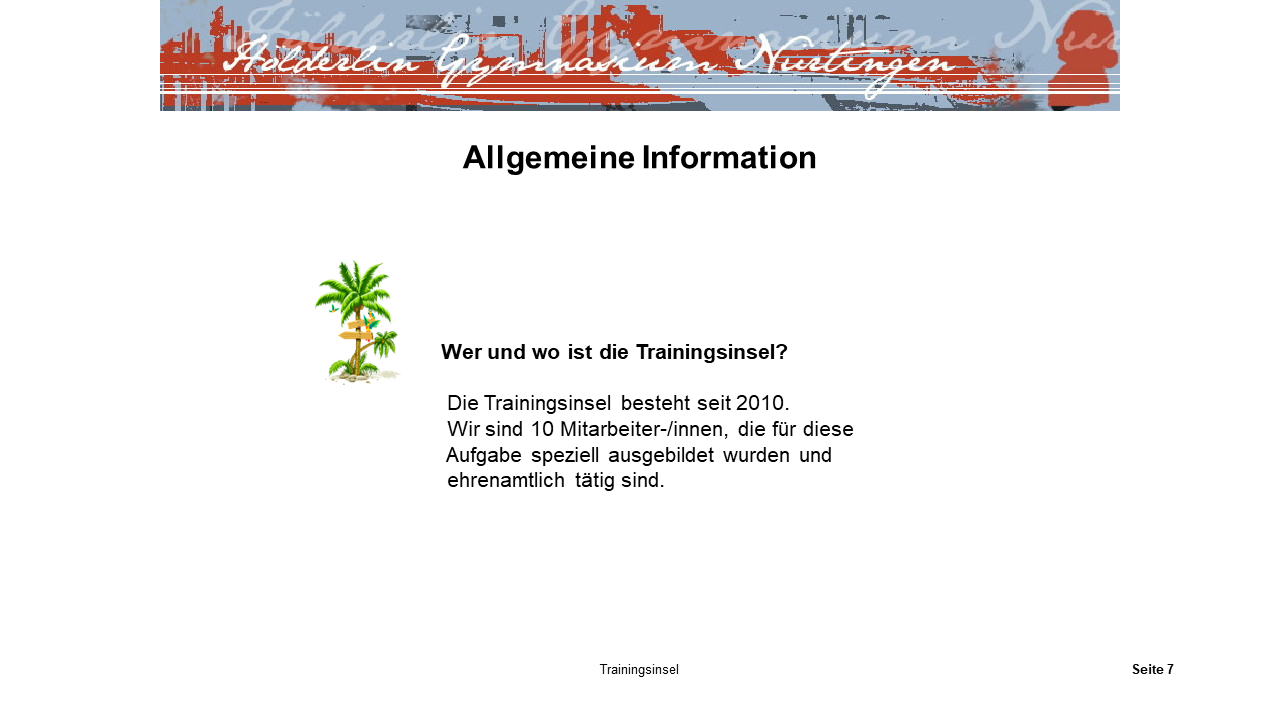 Hölderlin Gymnasium Nürtingen
Allgemeine Information
Wer und wo ist die Trainingsinsel?
Die Trainingsinsel besteht seit 2010.
Wir sind 10 Mitarbeiter-/innen, die für diese
Aufgabe speziell ausgebildet wurden und
ehrenamtlich tätig sind.
Trainingsinsel
Seite 7